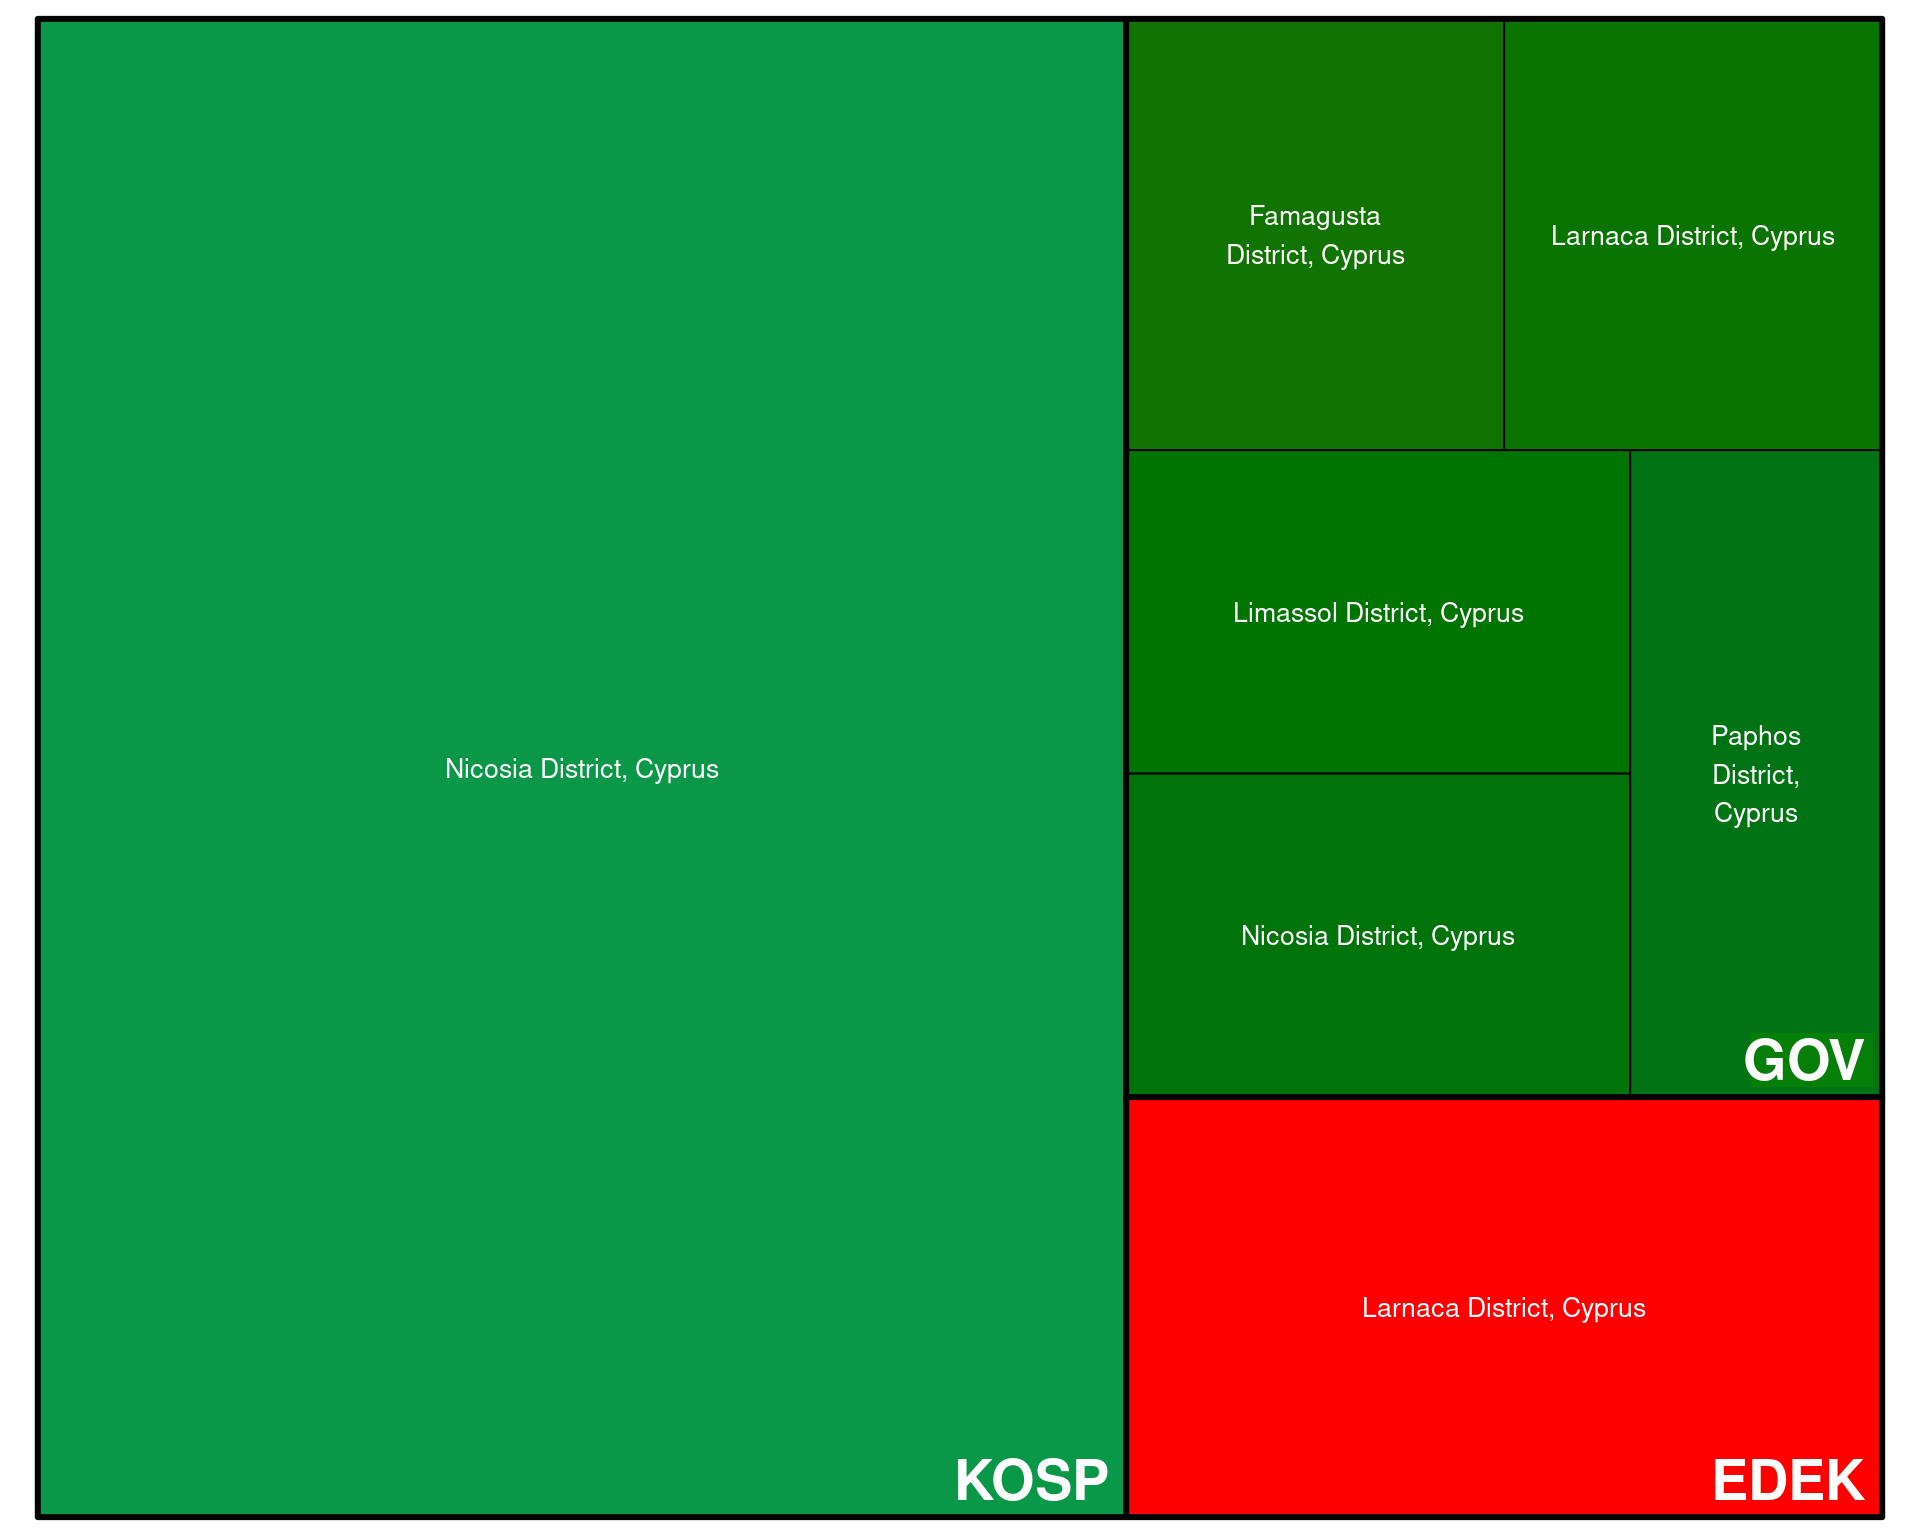 Nicosia District, Cyprus
KOSP
Famagusta
District, Cyprus
Larnaca District, Cyprus
Limassol District, Cyprus
Nicosia District, Cyprus
Paphos
District,
Cyprus
GOV
Larnaca District, Cyprus
EDEK